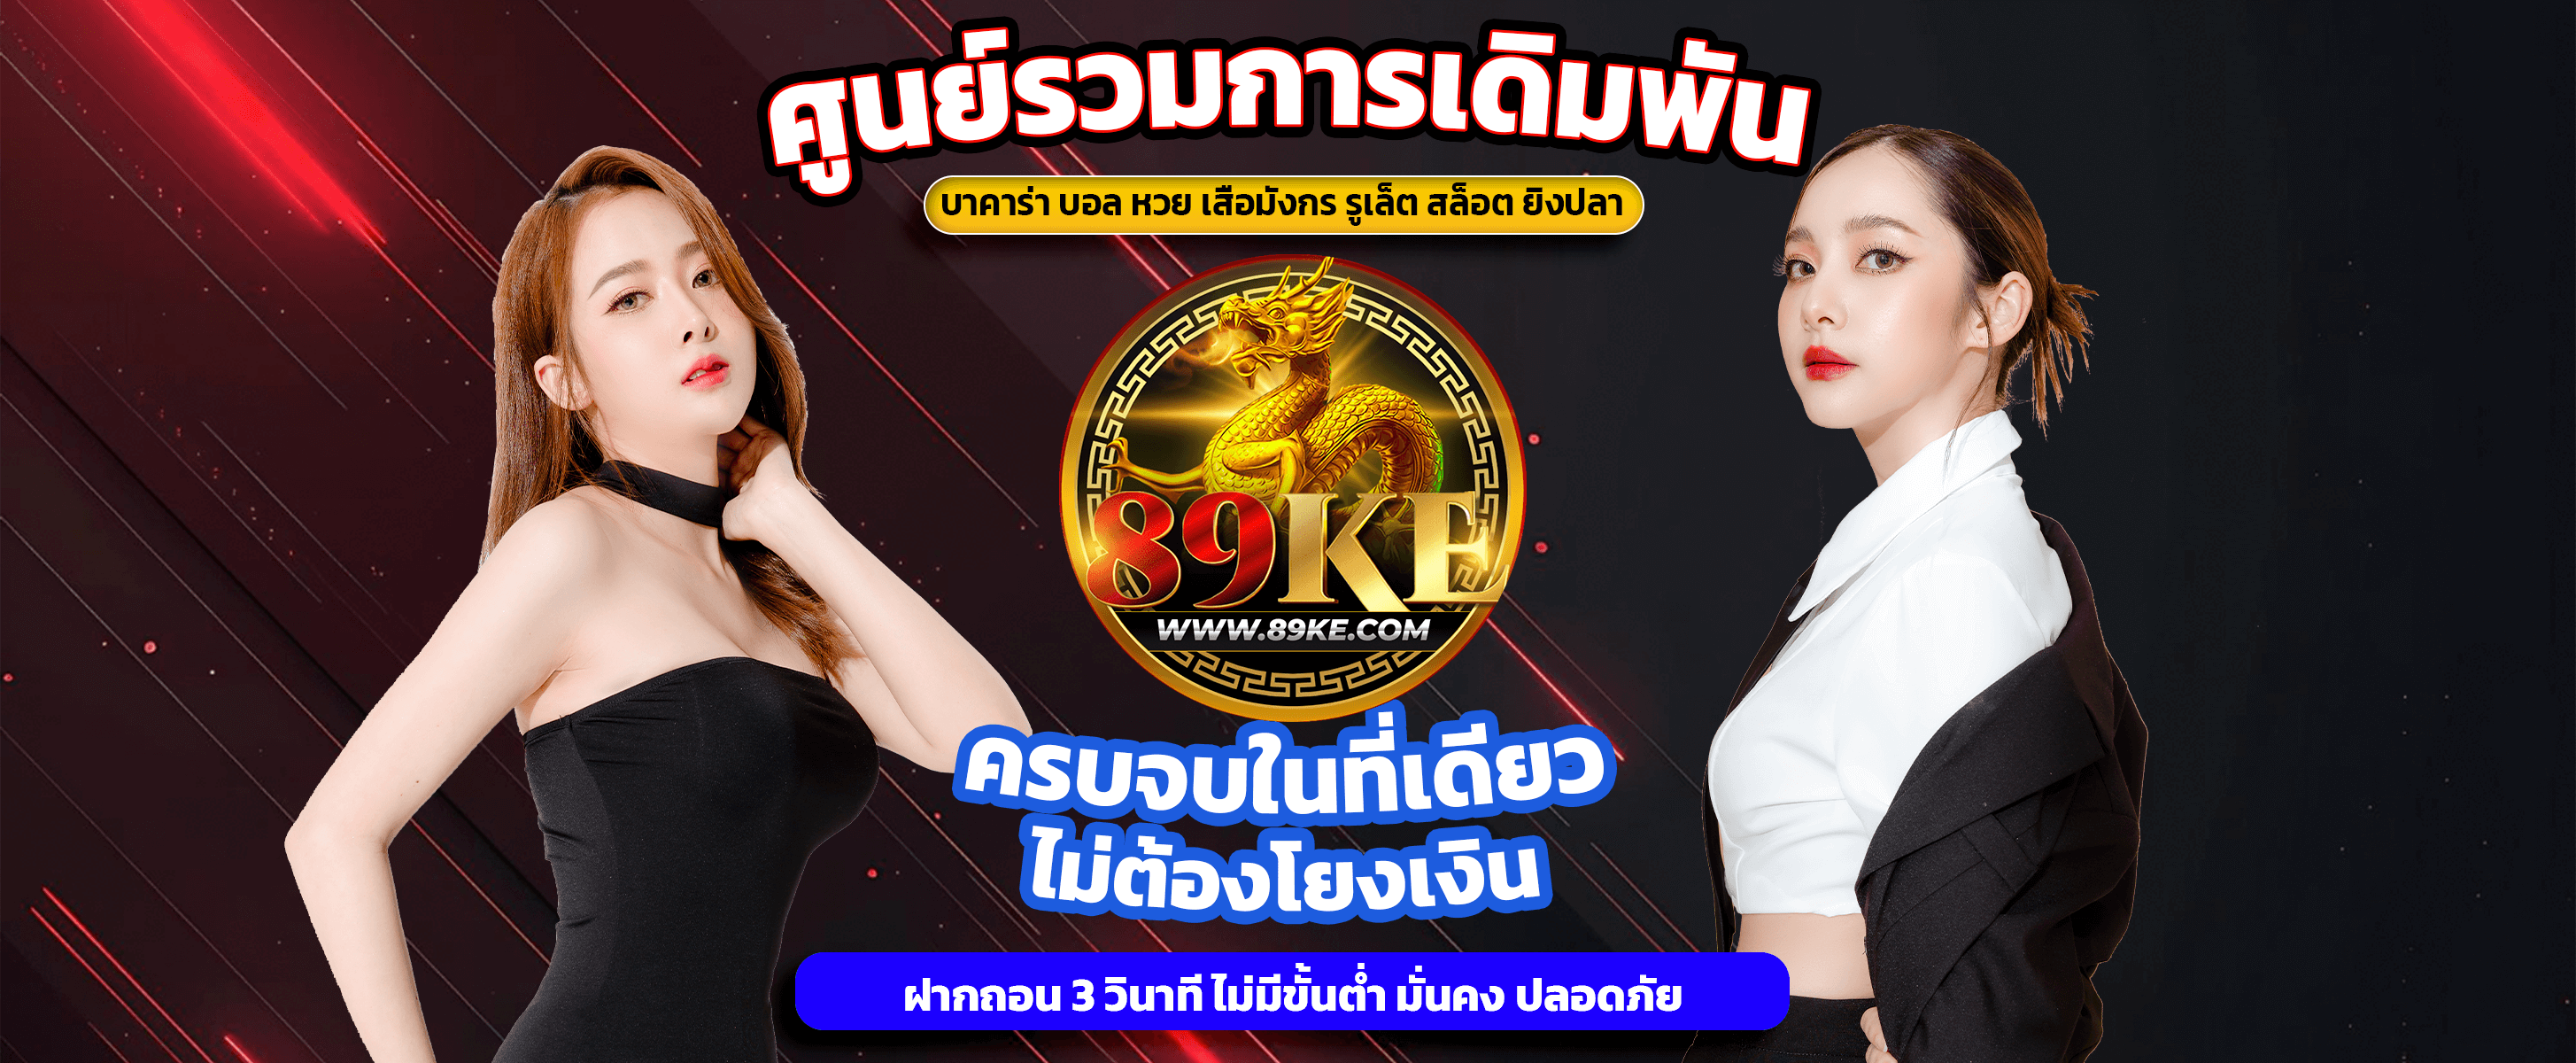 ศูนย์รวมการเดิมพัน
บาคาร่า บอล หวย เสือมังกร รูเล็ต สล็อต ยิงปลา
89KE
WWW.89KE.COM
ครบจบในที่เดียว
ไม่ต้องโยงเงิน
ฝากถอน 3 วินาที ไม่มีขั้นต่ำ มั่นคง ปลอดภัย